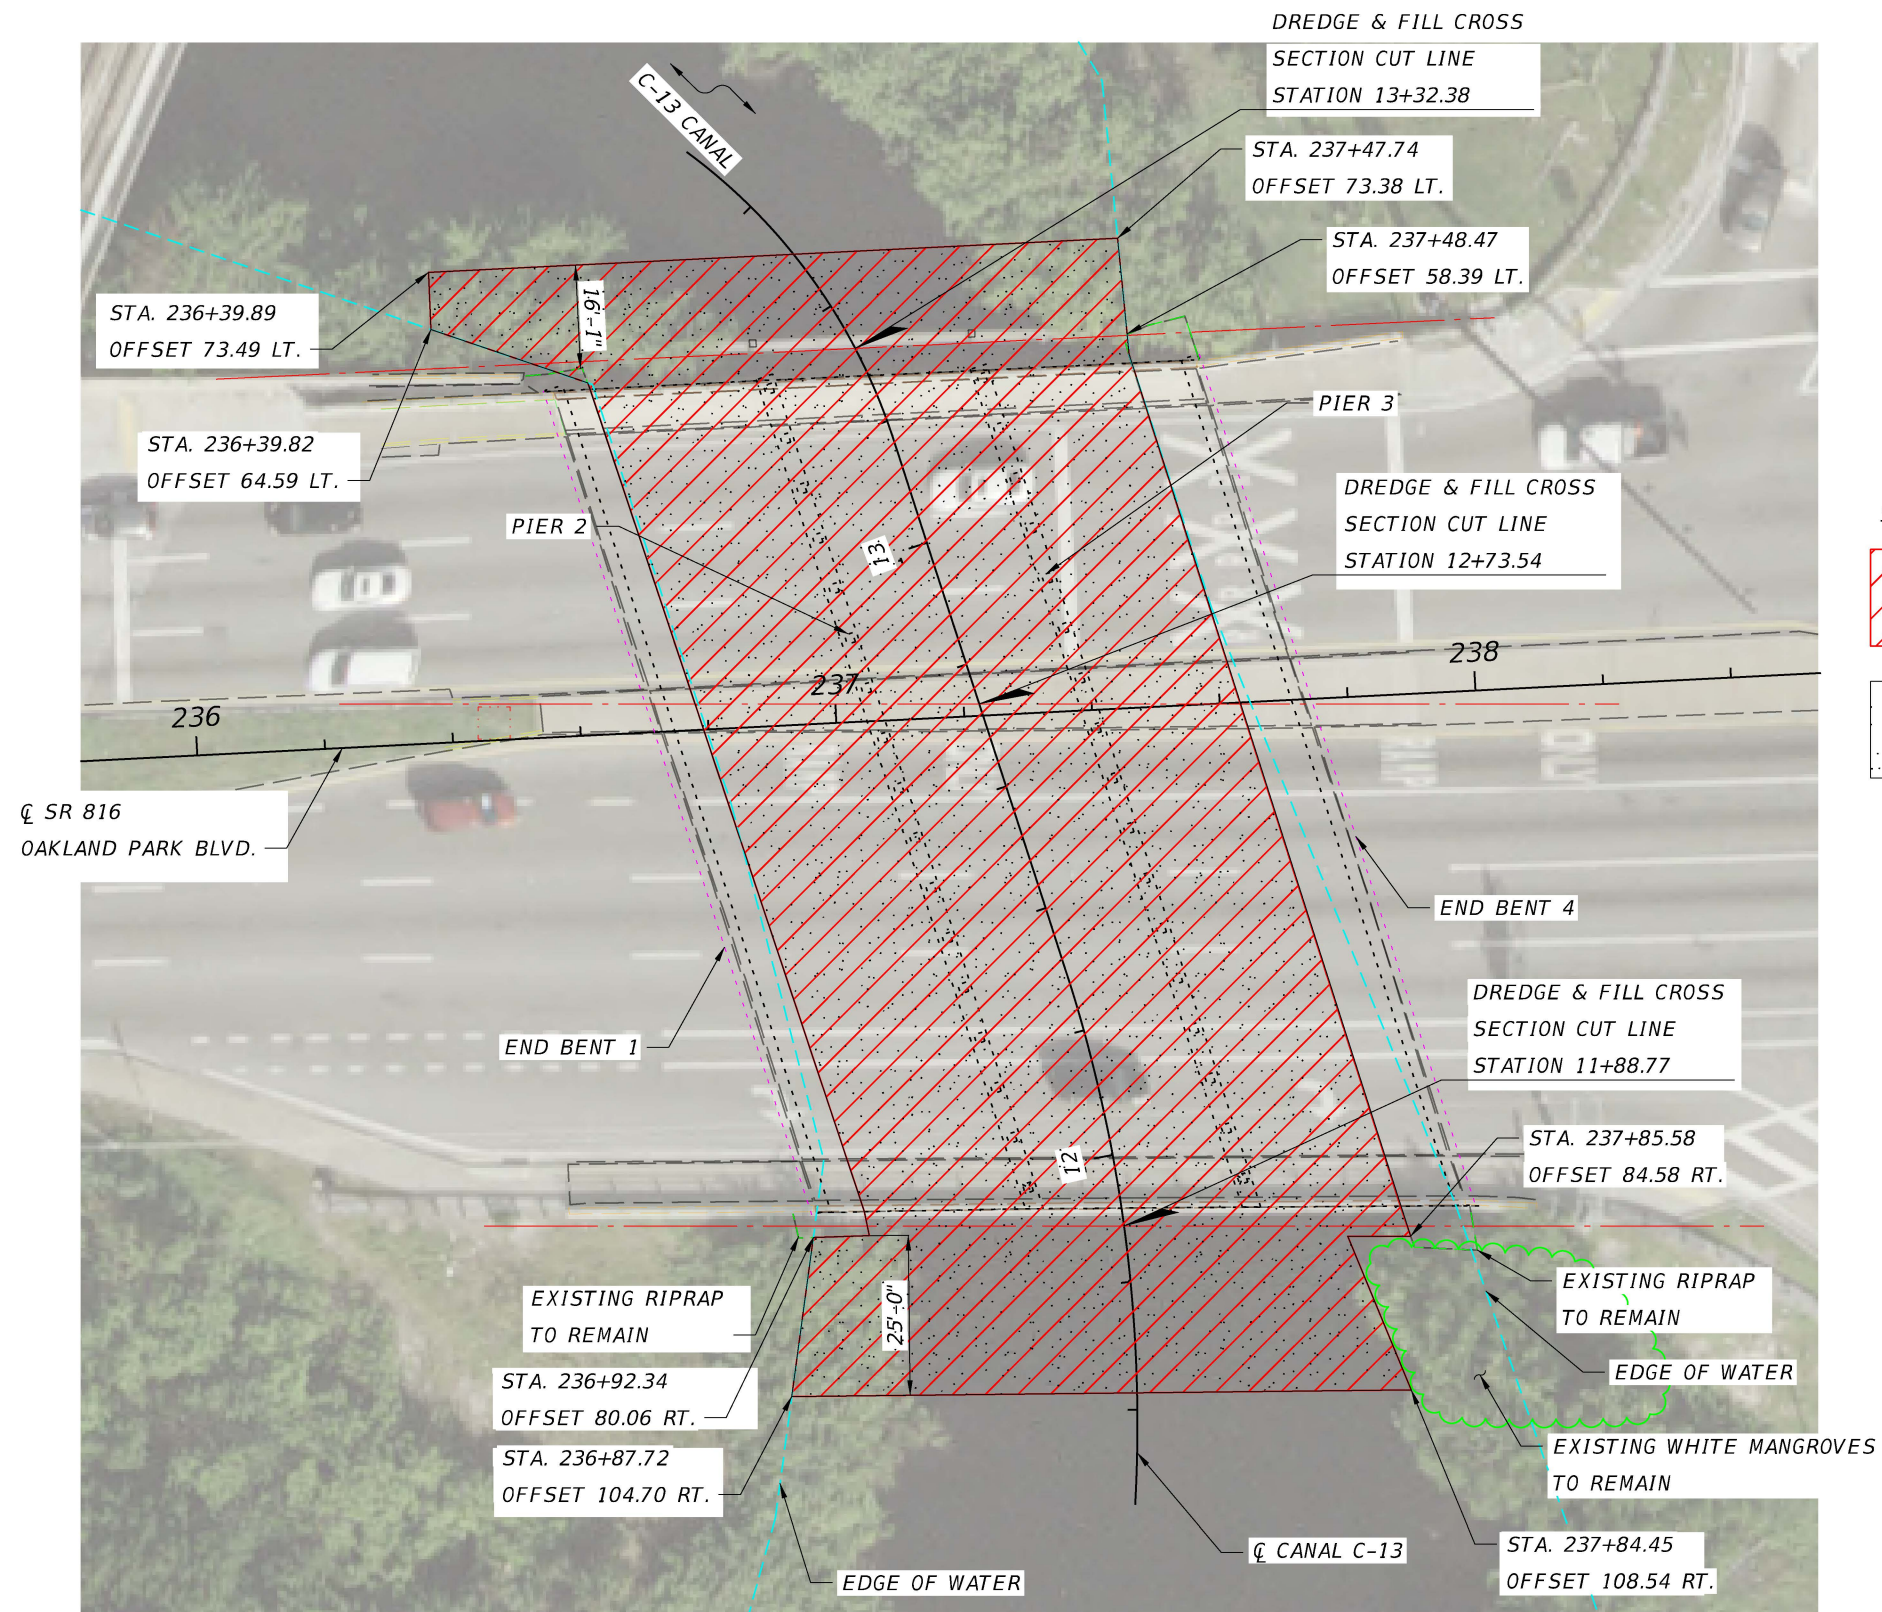 DREDGE & FILL CROSS
SECTION CUT LINE
STATION 13+32.38
C-13 CANAL
STA. 237+47.74
OFFSET 73.38 LT.
STA. 237+48.47
OFFSET 58.39 LT.
STA. 236+39.89
OFFSET 73.49 LT.
16'-1"
STA. 236+39.82
OFFSET 64.59 LT.
PIER 3
DREDGE & FILL CROSS
SECTION CUT LINE
STATION 12+73.54
PIER 2
13
236
237
238
℄ SR 816
OAKLAND PARK BLVD.
END BENT 4
END BENT 1
DREDGE & FILL CROSS
SECTION CUT LINE
STATION 11+88.77
12
STA. 237+85.58
OFFSET 84.58 RT.
EXISTING RIPRAP
TO REMAIN
EXISTING RIPRAP
TO REMAIN
25'-0"
EDGE OF WATER
STA. 236+92.34
OFFSET 80.06 RT.
STA. 236+87.72
OFFSET 104.70 RT.
EXISTING WHITE MANGROVES
TO REMAIN
℄ CANAL C-13
STA. 237+84.45
OFFSET 108.54 RT.
EDGE OF WATER